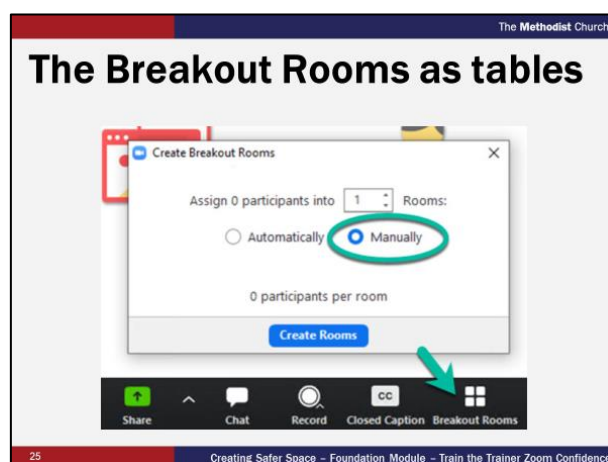 The Methodist Church
The Breakout Rooms as tables
Create Breakout Rooms
Assign 0 participants into 1 Rooms:
Automatically Manually
0 participants per room
Create Rooms
CC
Share Chat Record Closed Caption Breakout Rooms
25 Creating Safer Space – Foundation Module – Train the Trainer Zoom Confidence